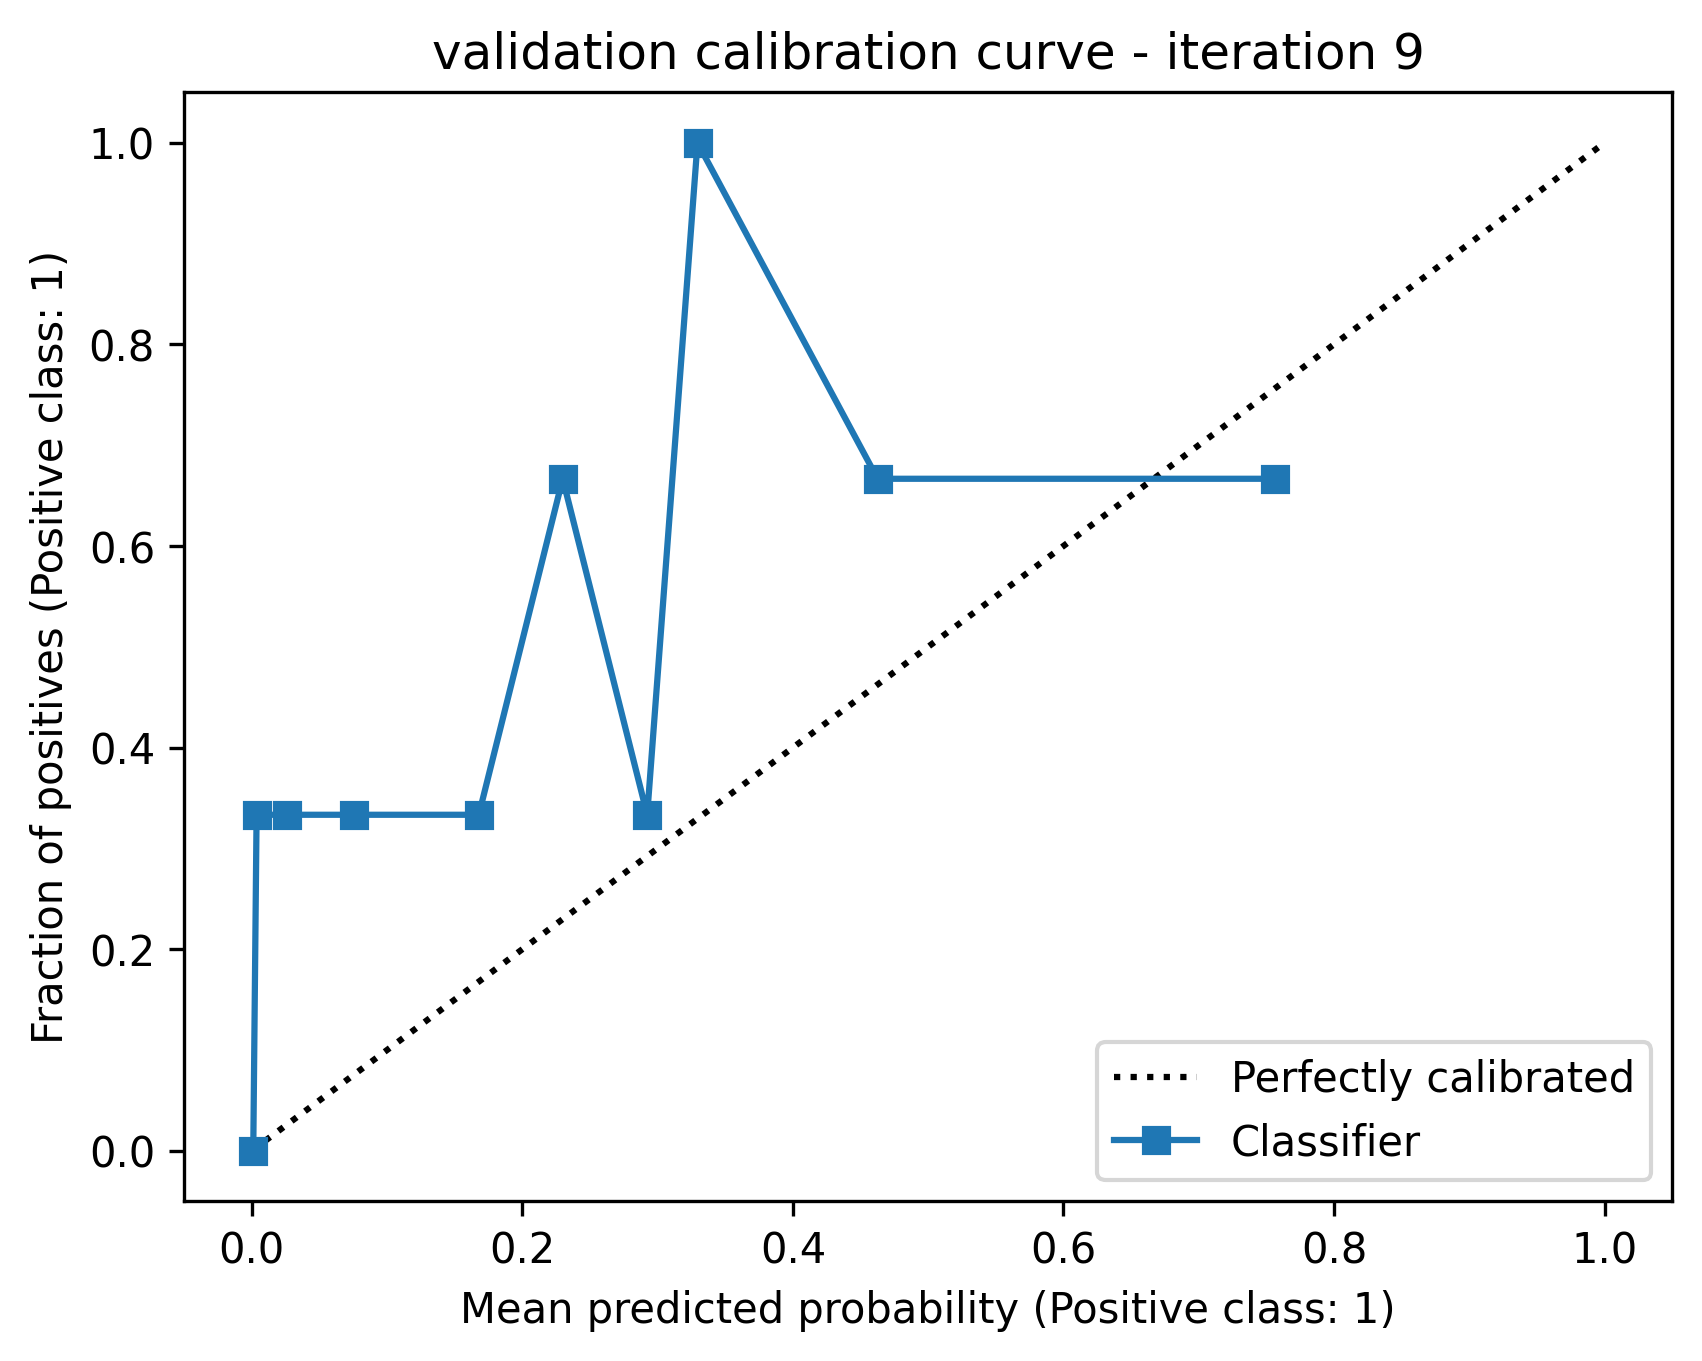 validation calibration curve - iteration 9
Fraction of positives (Positive class: 1)
1.0
0.8
0.6
0.4
0.2
0.0
Perfectly calibrated
Classifier
0.0 0.2 0.4 0.6 0.8 1.0
Mean predicted probability (Positive class: 1)